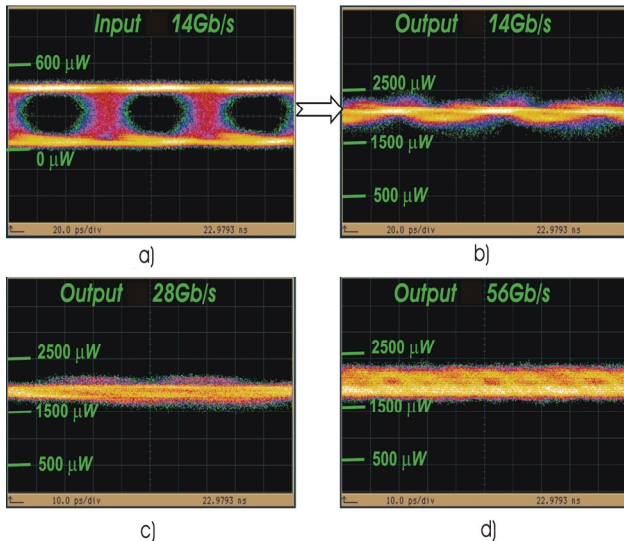 Input 14Gb/s
600 μW
0 μW
20.0 ps/div 22.9793 ns
a)
Output 14Gb/s
2500 μW
1500 μW
500 μW
20.0 ps/div 22.9793 ns
b)
Output 28Gb/s
2500 μW
1500 μW
500 μW
10.0 ps/div 22.9793 ns
c)
Output 56Gb/s
2500 μW
1500 μW
500 μW
10.0 ps/div 22.9793 ns
d)